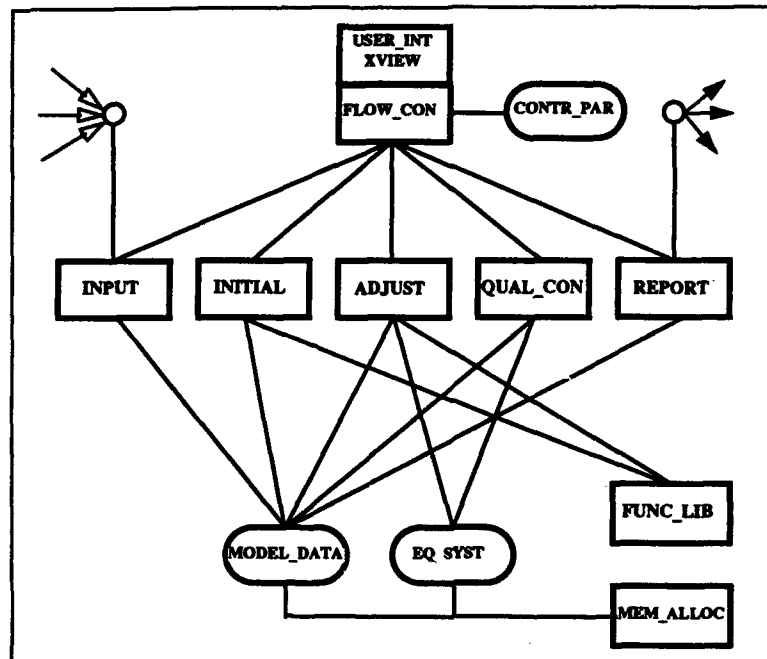 USER_INT
XVIEW
FLOW_CON
CONTR_PAR
INPUT
INITIAL
ADJUST
QUAL_CON
REPORT
FUNC_LIB
MODEL_DATA
EQ SYST
MEM_ALLOC